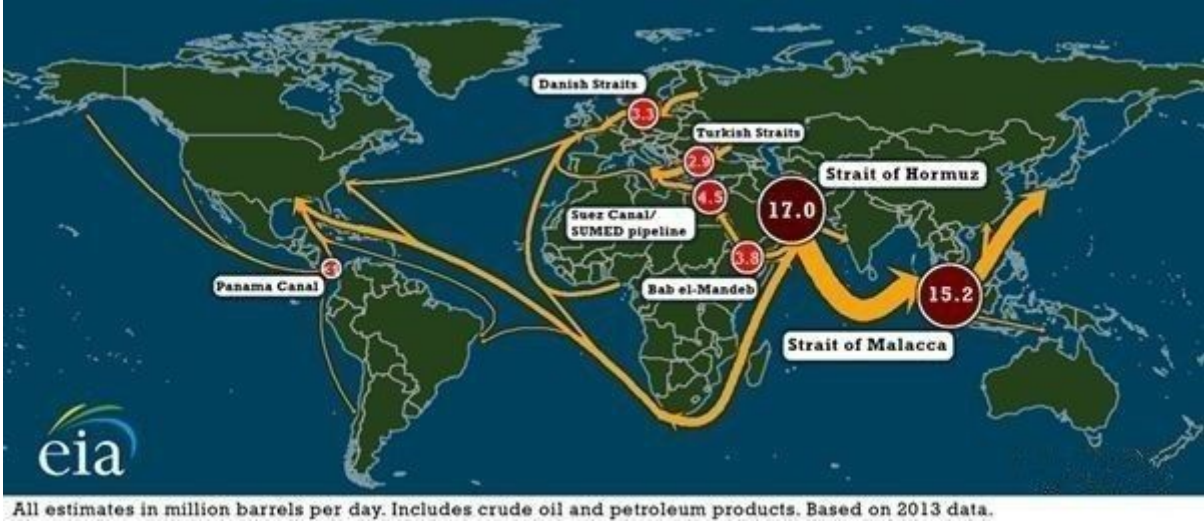 Danish Straits
3.3
Turkish Straits
2.9
Strait of Hormuz
17.0
4.5
Suez Canal/
SUMED pipeline
3.8
Bab el-Mandeb
Panama Canal
15.2
Strait of Malacca
eia
All estimates in million barrels per day. Includes crude oil and petroleum products. Based on 2013 data.